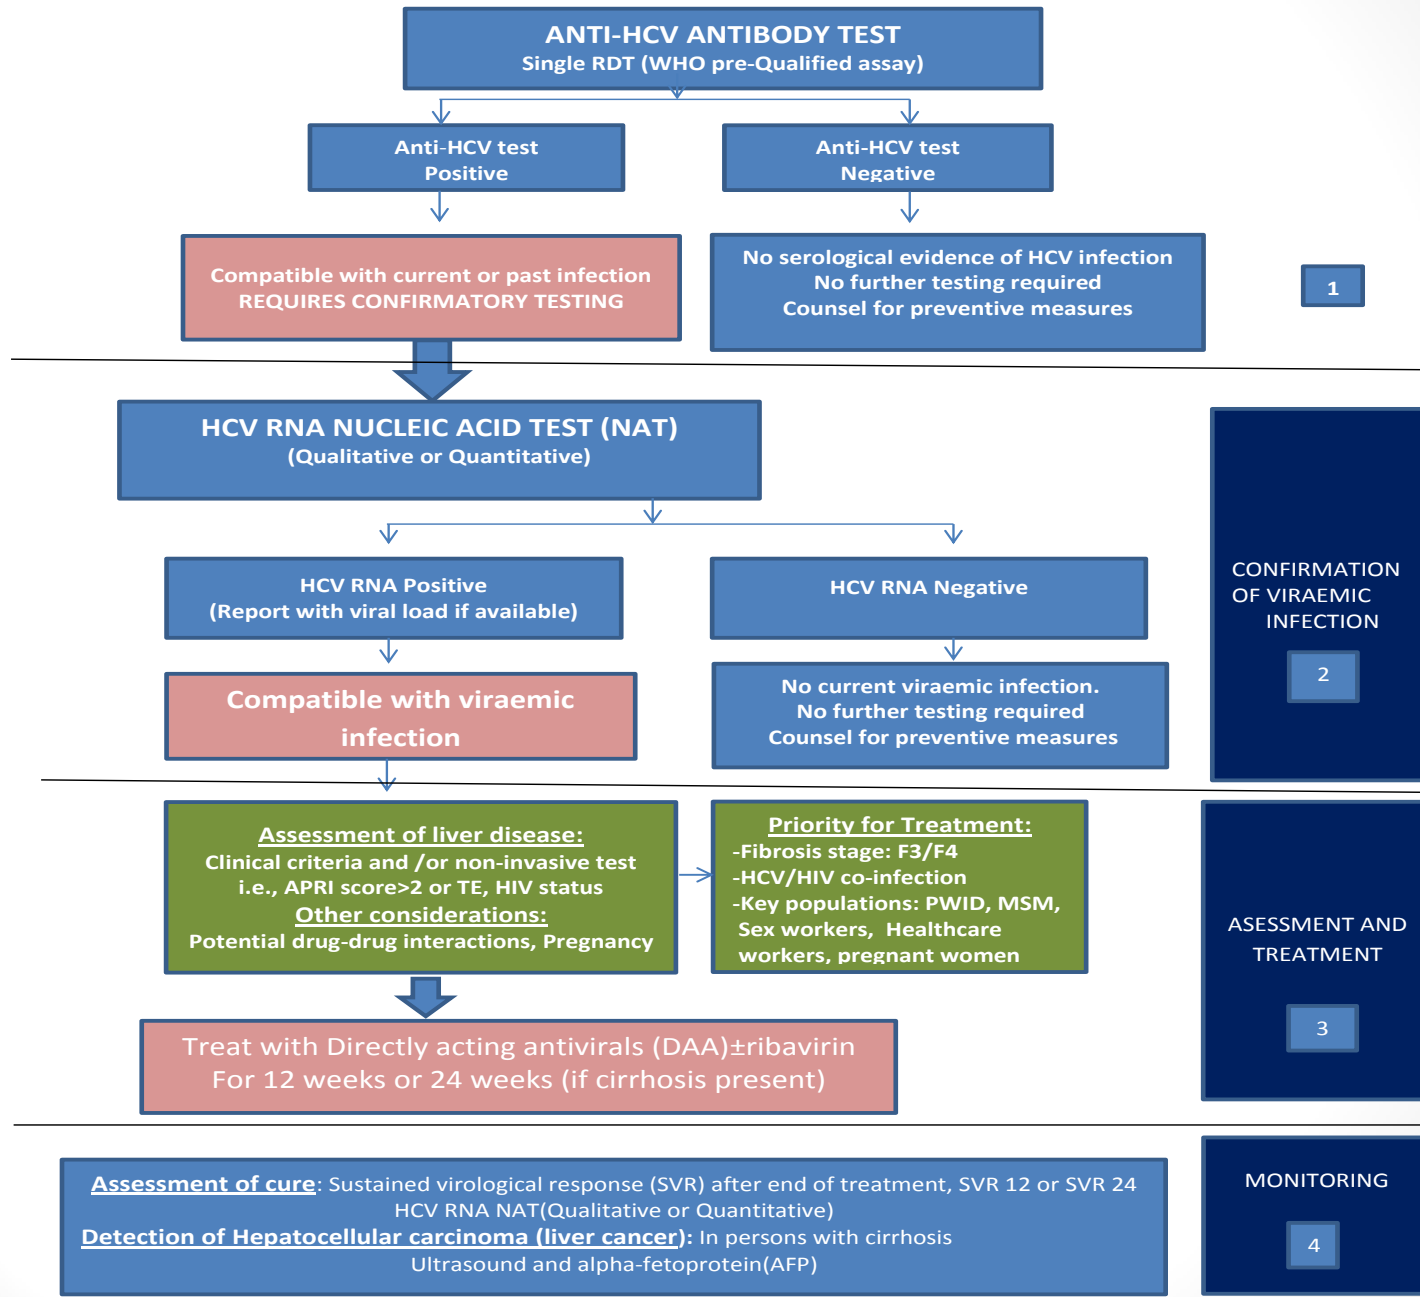 ANTI-HCV ANTIBODY TEST
Single RDT (WHO pre-Qualified assay)
Anti-HCV test
Positive
Anti-HCV test
Negative
Compatible with current or past infection
REQUIRES CONFIRMATORY TESTING
No serological evidence of HCV infection
No further testing required
Counsel for preventive measures
1
HCV RNA NUCLEIC ACID TEST (NAT)
(Qualitative or Quantitative)
HCV RNA Positive
(Report with viral load if available)
HCV RNA Negative
Compatible with viraemic
infection
No current viraemic infection.
No further testing required
Counsel for preventive measures
CONFIRMATION
OF VIRAEMIC
INFECTION
2
Assessment of liver disease:
Clinical criteria and /or non-invasive test
i.e., APRI score>2 or TE, HIV status
Other considerations:
Potential drug-drug interactions, Pregnancy
Priority for Treatment:
-Fibrosis stage: F3/F4
-HCV/HIV co-infection
-Key populations: PWID, MSM,
Sex workers, Healthcare
workers, pregnant women
ASESSMENT AND
TREATMENT
3
Treat with Directly acting antivirals (DAA)±ribavirin
For 12 weeks or 24 weeks (if cirrhosis present)
Assessment of cure: Sustained virological response (SVR) after end of treatment, SVR 12 or SVR 24
HCV RNA NAT(Qualitative or Quantitative)
Detection of Hepatocellular carcinoma (liver cancer): In persons with cirrhosis
Ultrasound and alpha-fetoprotein(AFP)
MONITORING
4